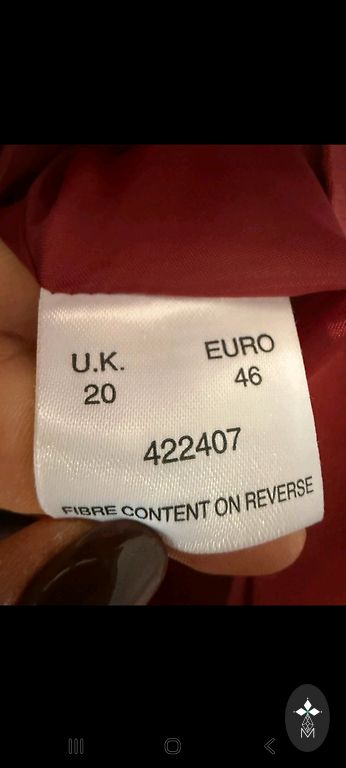 U.K. EURO
20 46
422407
FIBRE CONTENT ON REVERSE
M